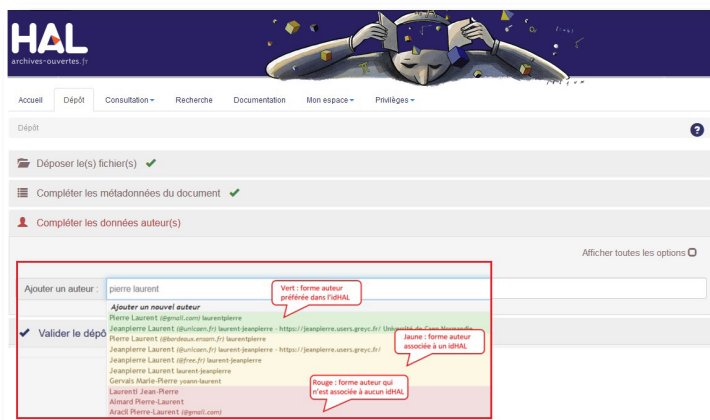 HAL
archives-ouvertes.fr
Accueil Dépôt Consultation Recherche Documentation Mon espace Privilèges
Dépôt
?
Déposer le(s) fichier(s)
Compléter les métadonnées du document
Compléter les données auteur(s)
Afficher toutes les options
Ajouter un auteur : pierre laurent
Ajouter un nouvel auteur
Vert : forme auteur
préférée dans l'idHAL
Pierre Laurent (@gmail.com) laurentpierre
Jeanpierre Laurent (@unicaen.fr) laurent-jeanpierre - https://jeanpierre.users.greyc.fr/ Université de Caen Normandie
Pierre Laurent (@bordeaux.ensam.fr) laurentpierre
Jeanpierre Laurent (@unicaen.fr) laurent-jeanpierre - https://jeanpierre.users.greyc.fr/
Jeanpierre Laurent (@free.fr) laurent-jeanpierre
Gervais Marie-Pierre yoann-laurent
Jaune : forme auteur
associée à un idHAL
Laurenti Jean-Pierre
Aimard Pierre-Laurent
Aracil Pierre-Laurent (@gmail.com)
Rouge : forme auteur qui
n'est associée à aucun idHAL
Valider le dépô